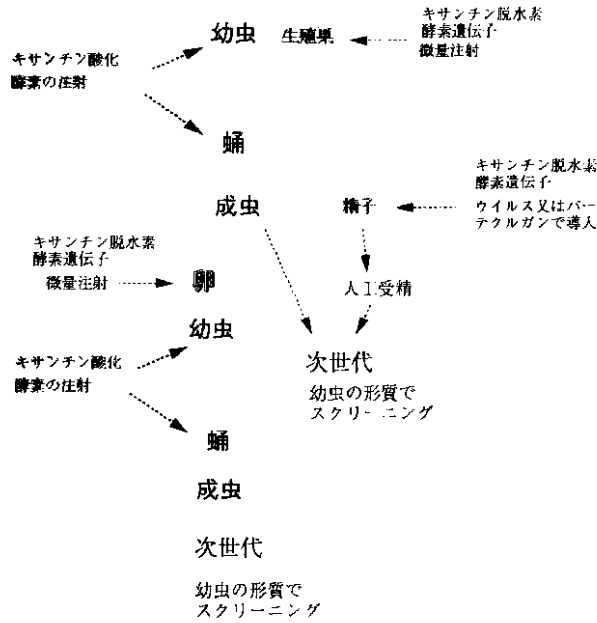 キサンチン脱水素
酵素遺伝子
微量注射
幼虫 生殖巣
キサンチン酸化
酵素の注射
蛹
キサンチン脱水素
酵素遺伝子
ウイルス又はパー
テクルガンで導入
成虫 精子
キサンチン脱水素
酵素遺伝子
微量注射
卵
人工受精
幼虫
キサンチン酸化
酵素の注射
次世代
幼虫の形質で
スクリーニング
蛹
成虫
次世代
幼虫の形質で
スクリーニング